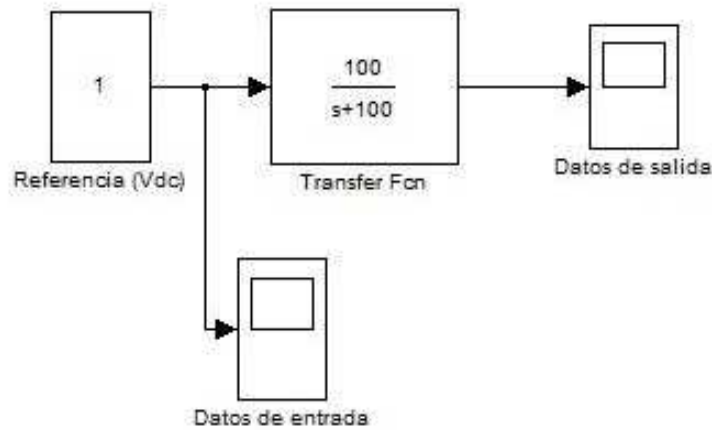 1
100
s+100
Referencia (Vdc)
Transfer Fcn
Datos de salida
Datos de entrada